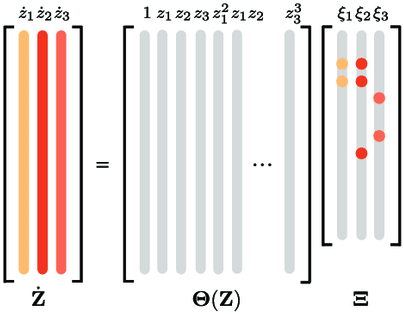 ż₁ ż₂ ż₃ 1 z₁ z₂ z₃ z₁² z₁z₂ z₃³ ξ₁ ξ₂ ξ₃
= ...
Ż Θ(Z) Ξ